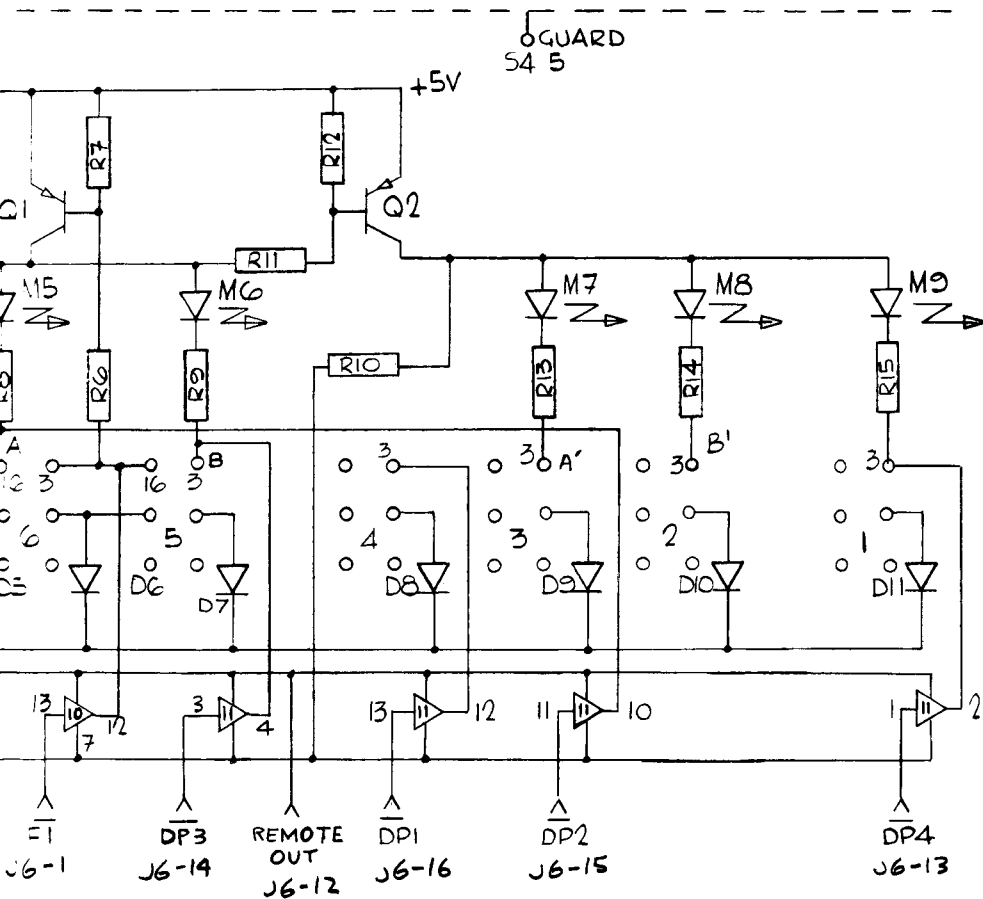 GUARD
S4 5
+5V
R7
R12
Q1
Q2
R11
M5
M6
M7
M8
M9
R10
R6
R9
R13
R14
R15
A
B
A'
B'
3
16
3
3
3
3
3
6
5
4
3
2
1
D6
D7
D8
D9
D10
D11
13
10
12
7
3
11
4
13
11
12
11
11
10
1
11
2
DP3
REMOTE
OUT
DP1
DP2
DP4
J6-1
J6-14
J6-12
J6-16
J6-15
J6-13